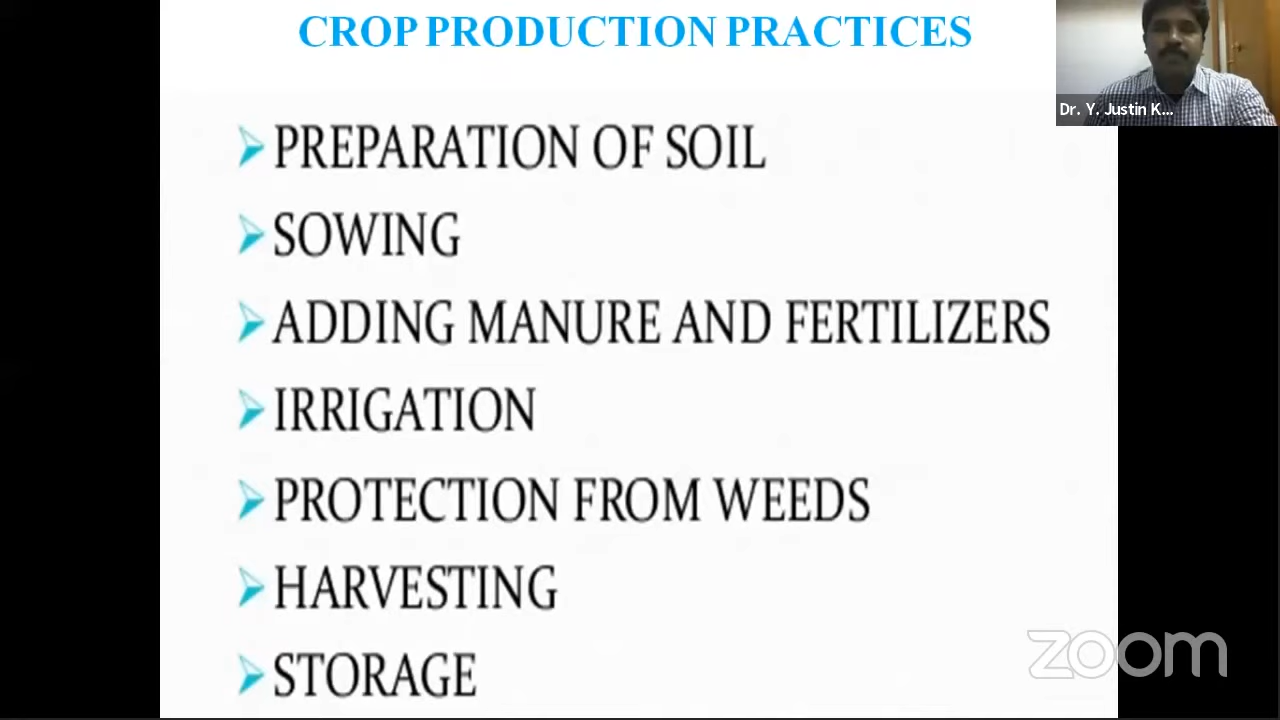 CROP PRODUCTION PRACTICES
Dr. Y. Justin K...
PREPARATION OF SOIL
SOWING
ADDING MANURE AND FERTILIZERS
IRRIGATION
PROTECTION FROM WEEDS
HARVESTING
STORAGE
zoom